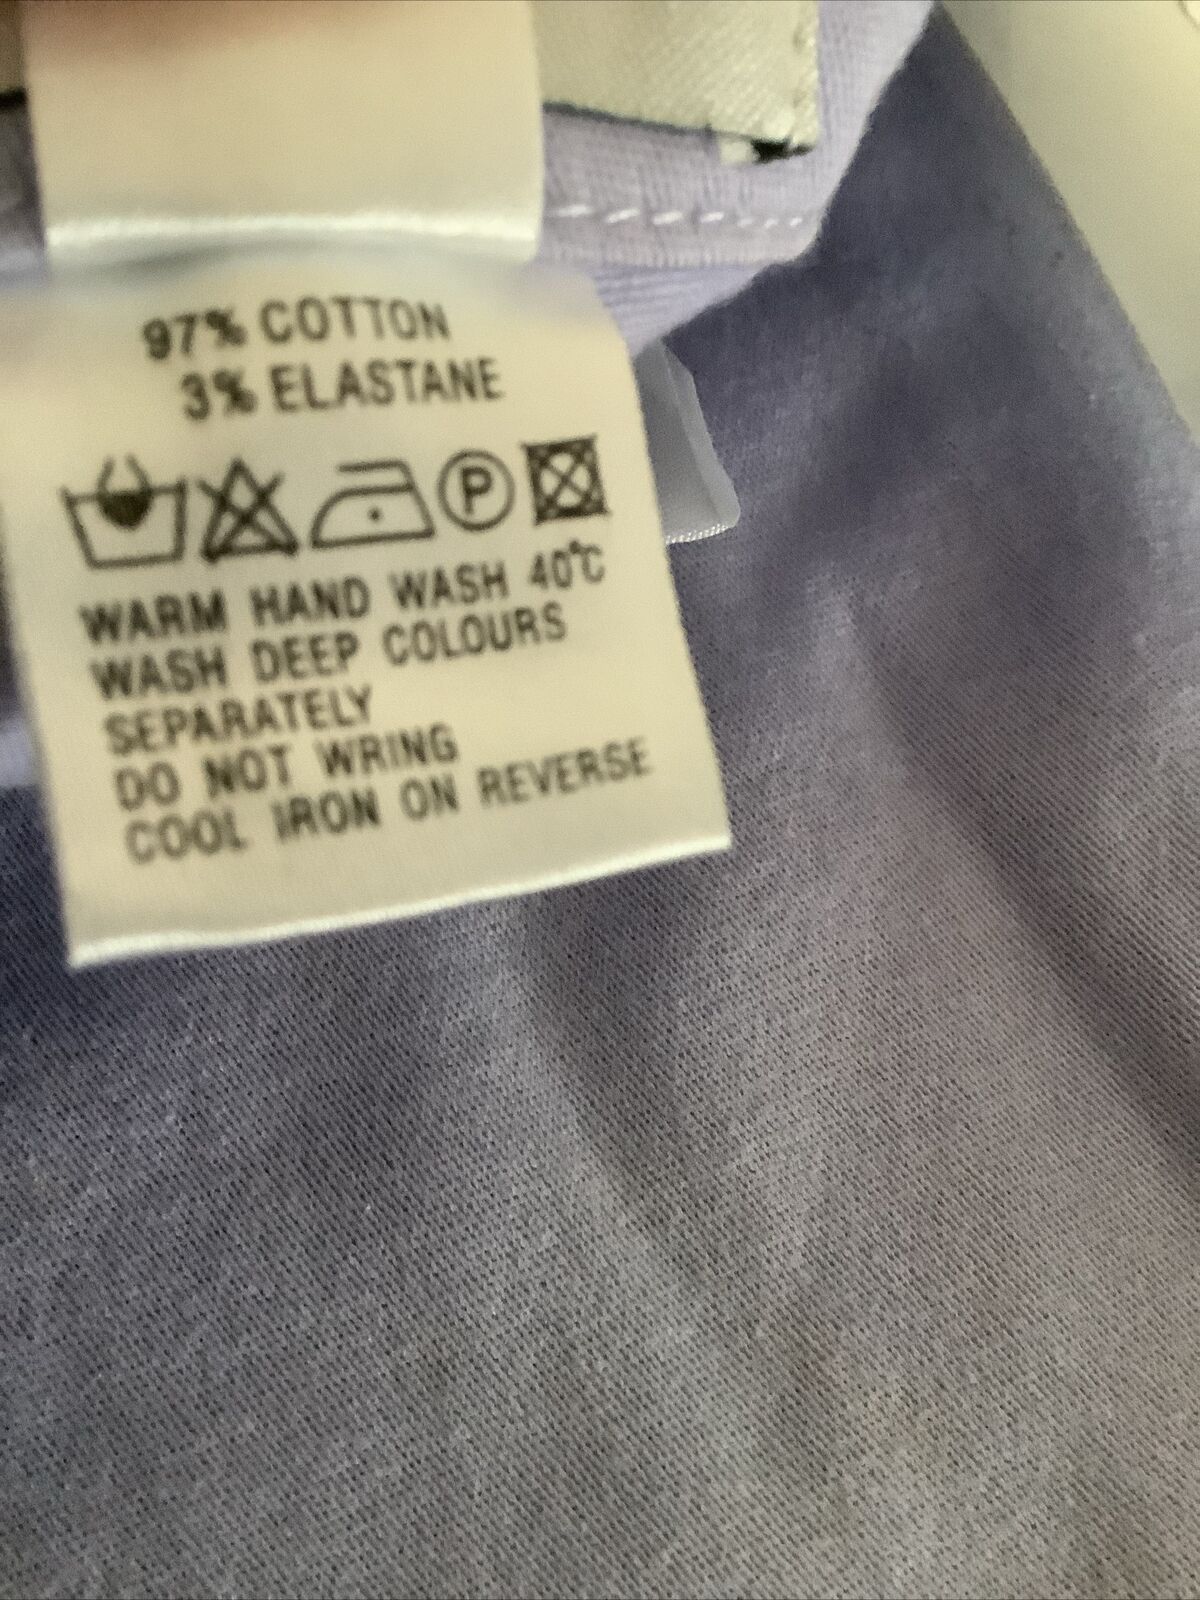 97% COTTON
3% ELASTANE
P
WARM HAND WASH 40°C
WASH DEEP COLOURS
SEPARATELY
DO NOT WRING
COOL IRON ON REVERSE